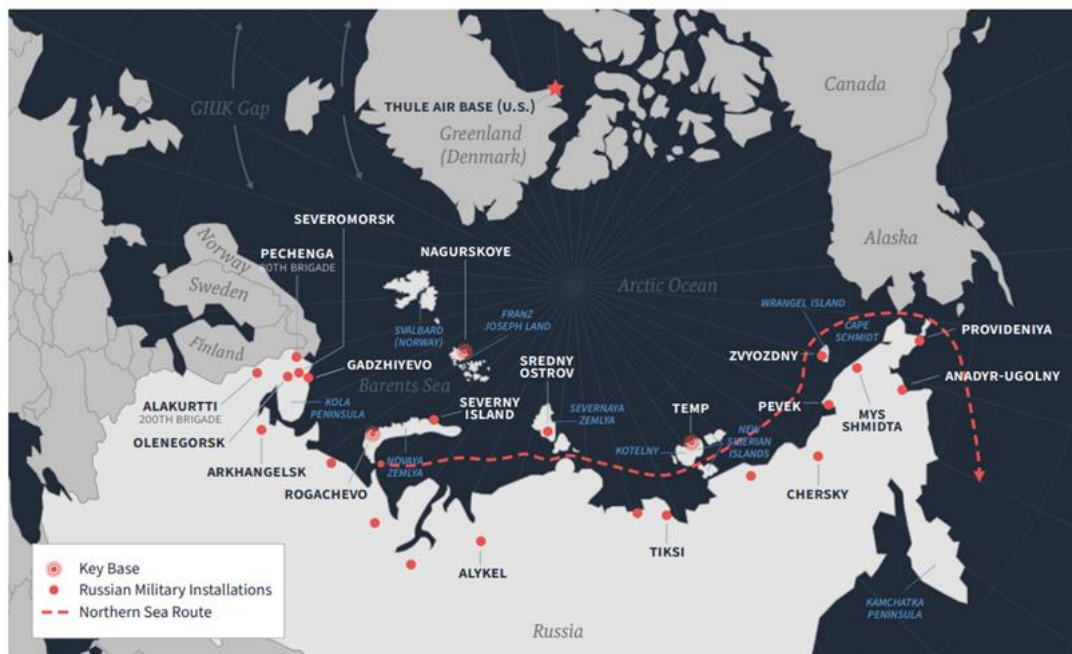 Canada
GIUK Gap
THULE AIR BASE (U.S.)
Greenland
(Denmark)
SEVEROMORSK
Norway
PECHENGA
80TH BRIGADE
NAGURSKOYE
Alaska
Sweden
Arctic Ocean
WRANGEL ISLAND
SVALBARD
(NORWAY)
FRANZ
JOSEPH LAND
CAPE
SCHMIDT
PROVIDENIYA
Finland
ZVYOZDNY
GADZHIYEVO
SREDNY
OSTROV
Barents Sea
ANADYR-UGOLNY
ALAKURTTI
200TH BRIGADE
KOLA
PENINSULA
SEVERNY
ISLAND
TEMP
PEVEK
SEVERNAYA
ZEMLYA
MYS
SHMIDTA
OLENEGORSK
NEW
SIBERIAN
ISLANDS
KOTELNY
NOVAYA
ZEMLYA
ARKHANGELSK
ROGACHEVO
CHERSKY
TIKSI
ALYKEL
Key Base
Russian Military Installations
Northern Sea Route
KAMCHATKA
PENINSULA
Russia